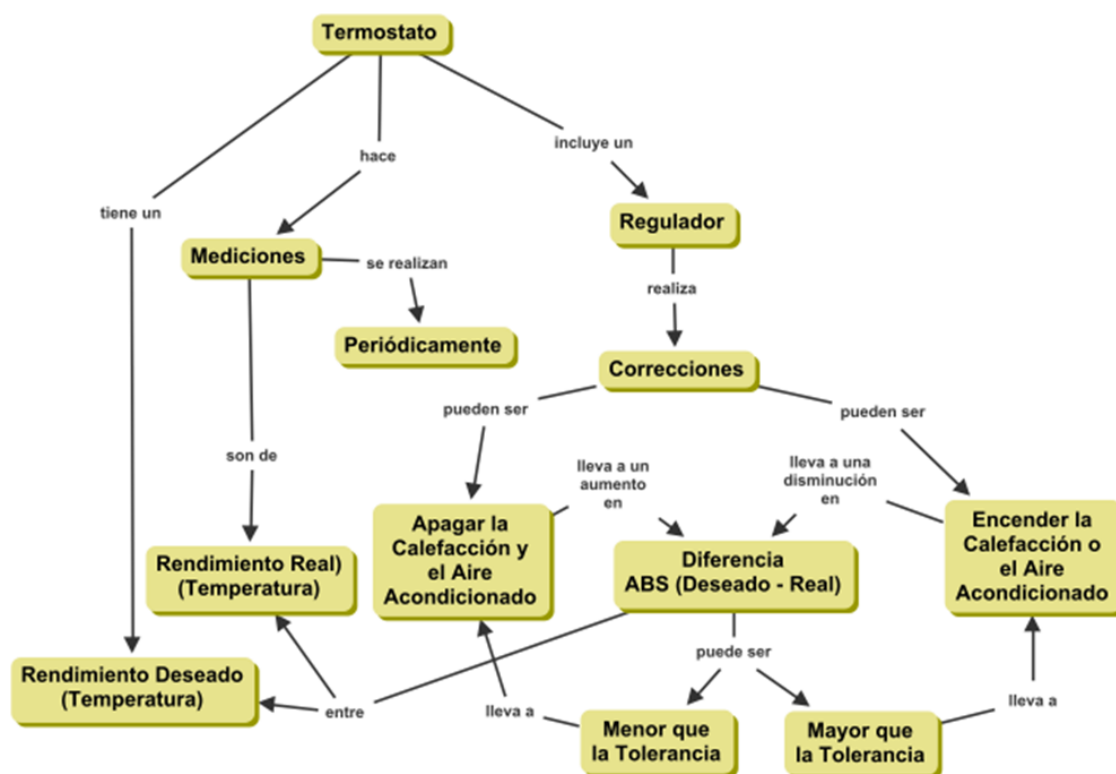 Termostato
hace
incluye un
tiene un
Regulador
Mediciones
se realizan
realiza
Periódicamente
Correcciones
pueden ser
pueden ser
son de
lleva a un
aumento
en
lleva a una
disminución
en
Apagar la
Calefacción y
el Aire
Acondicionado
Encender la
Calefacción o
el Aire
Acondicionado
Diferencia
ABS (Deseado - Real)
Rendimiento Real)
(Temperatura)
puede ser
Rendimiento Deseado
(Temperatura)
entre
lleva a
lleva a
Menor que
la Tolerancia
Mayor que
la Tolerancia